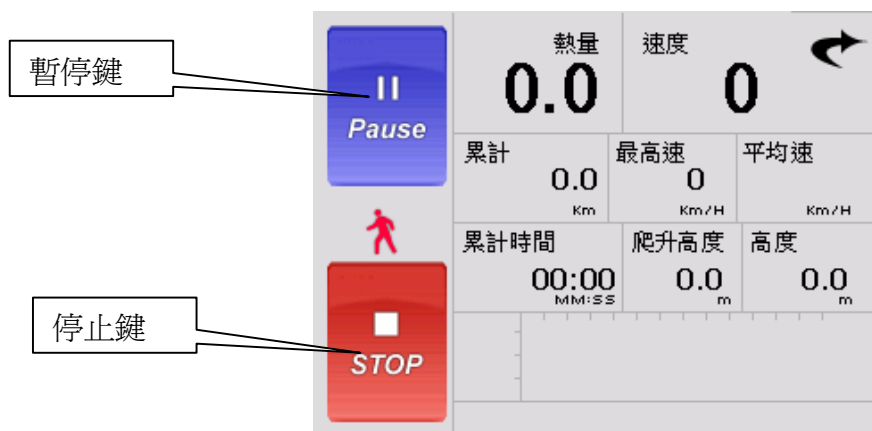 暫停鍵
Pause
停止鍵
STOP
熱量
0.0
速度
0
累計
0.0
Km
最高速
0
Km/H
平均速
Km/H
累計時間
00:00
MM:SS
爬升高度
0.0
m
高度
0.0
m